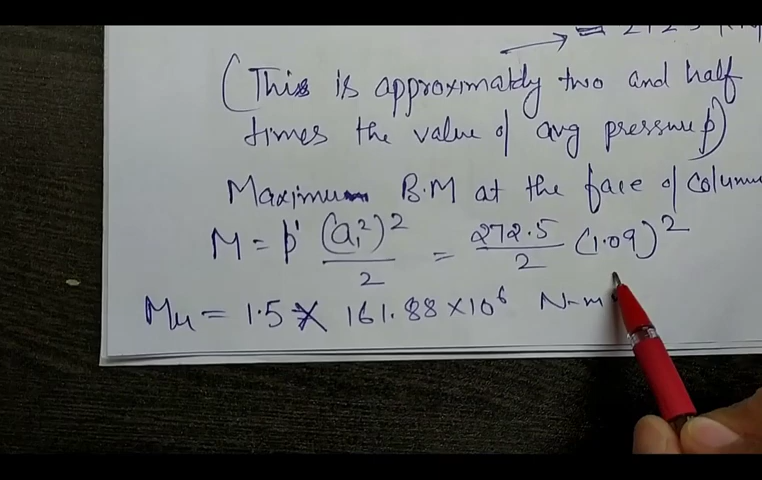 (This is approximately two and half
times the value of avg pressure p)
Maximum B.M at the face of column
M = p' (a₁²)²/2 = 272.5/2 (1.09)²
Mu = 1.5 × 161.88 × 10⁶ N-m